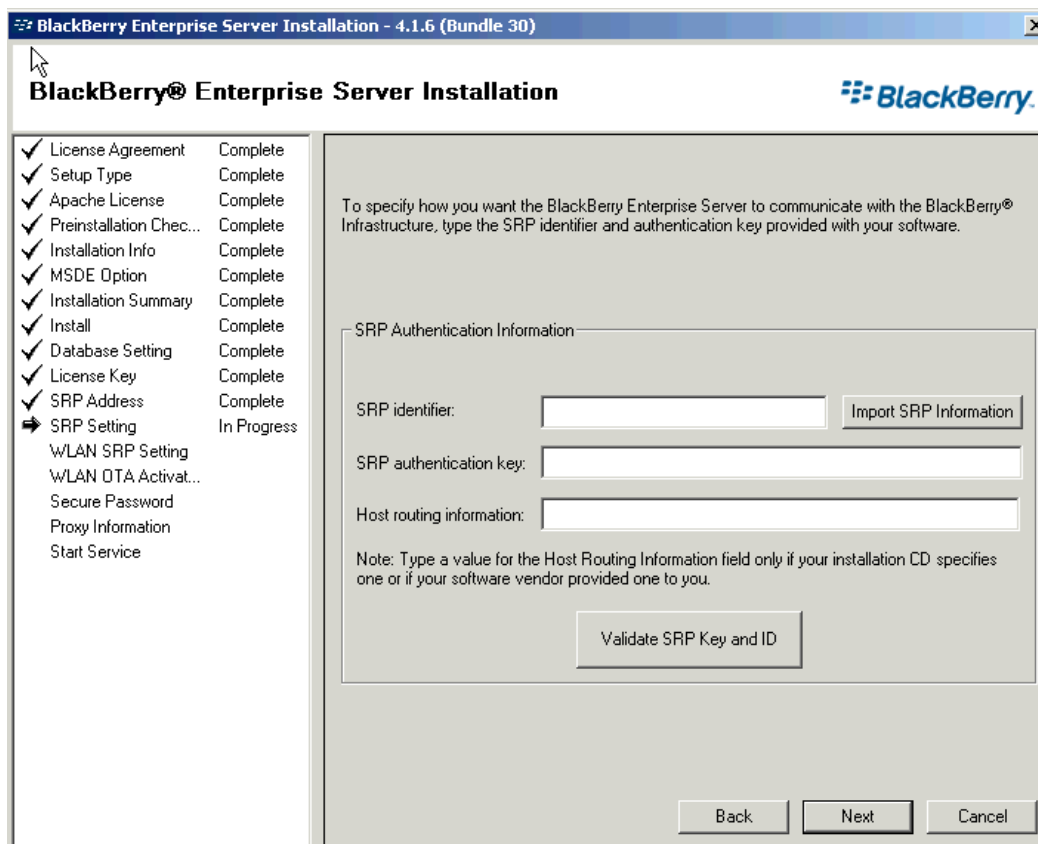 BlackBerry Enterprise Server Installation - 4.1.6 (Bundle 30)
BlackBerry® Enterprise Server Installation
BlackBerry.
License Agreement Complete
Setup Type Complete
Apache License Complete
Preinstallation Chec... Complete
Installation Info Complete
MSDE Option Complete
Installation Summary Complete
Install Complete
Database Setting Complete
License Key Complete
SRP Address Complete
SRP Setting In Progress
WLAN SRP Setting
WLAN OTA Activat...
Secure Password
Proxy Information
Start Service
To specify how you want the BlackBerry Enterprise Server to communicate with the BlackBerry®
Infrastructure, type the SRP identifier and authentication key provided with your software.
SRP Authentication Information
SRP identifier:
Import SRP Information
SRP authentication key:
Host routing information:
Note: Type a value for the Host Routing Information field only if your installation CD specifies
one or if your software vendor provided one to you.
Validate SRP Key and ID
Back Next Cancel